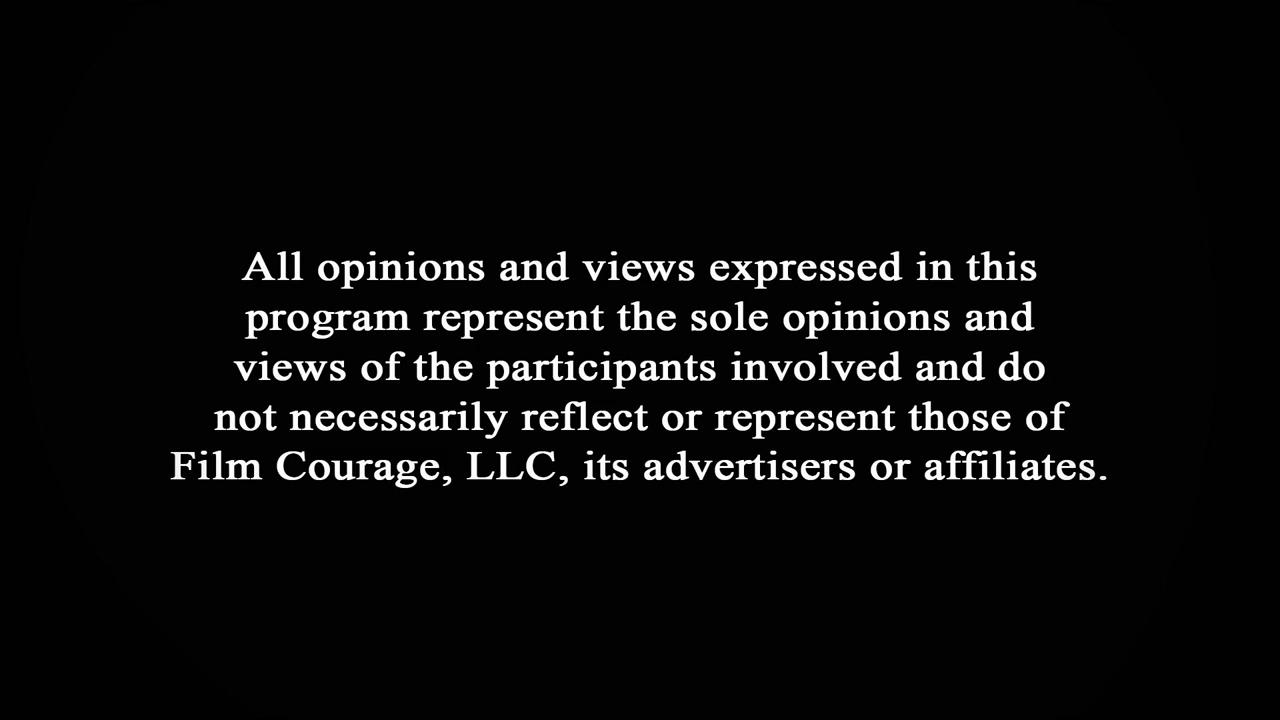 All opinions and views expressed in this
program represent the sole opinions and
views of the participants involved and do
not necessarily reflect or represent those of
Film Courage, LLC, its advertisers or affiliates.